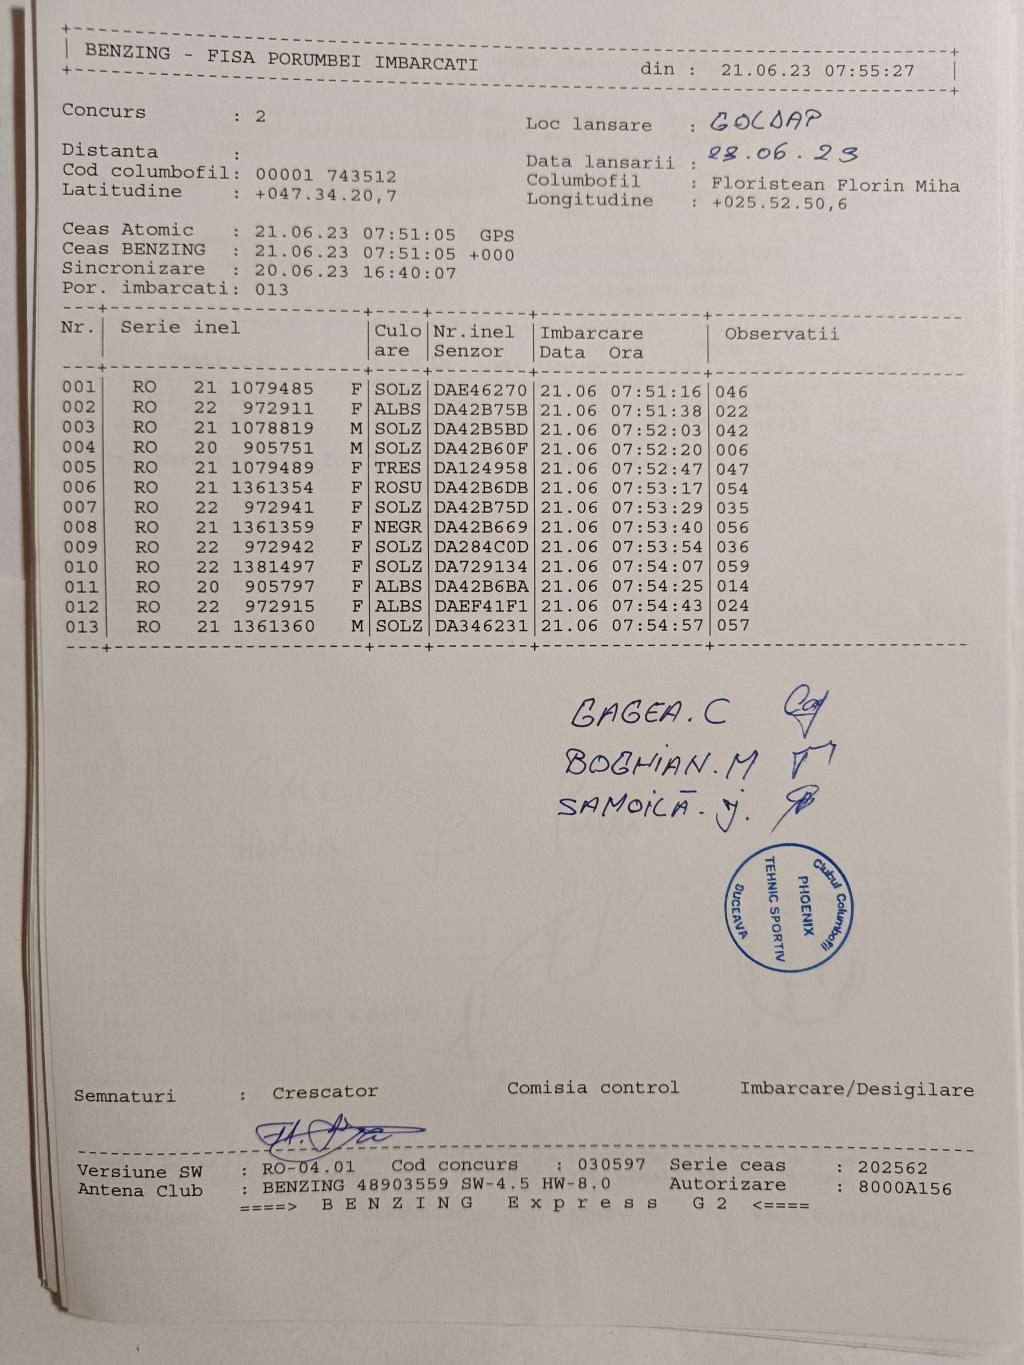 BENZING - FISA PORUMBEI IMBARCATI din : 21.06.23 07:55:27
Concurs : 2
Loc lansare : GOLDAP
Distanta :
Data lansarii : 23.06.23
Cod columbofil: 00001 743512
Columbofil : Floristean Florin Miha
Latitudine : +047.34.20,7
Longitudine : +025.52.50,6
Ceas Atomic : 21.06.23 07:51:05 GPS
Ceas BENZING : 21.06.23 07:51:05 +000
Sincronizare : 20.06.23 16:40:07
Por. imbarcati: 013
Nr. Serie inel Culo Nr.inel Imbarcare Observatii
are Senzor Data Ora
001 RO 21 1079485 F SOLZ DAE46270 21.06 07:51:16 046
002 RO 22 972911 F ALBS DA42B75B 21.06 07:51:38 022
003 RO 21 1078819 M SOLZ DA42B5BD 21.06 07:52:03 042
004 RO 20 905751 M SOLZ DA42B60F 21.06 07:52:20 006
005 RO 21 1079489 F TRES DA124958 21.06 07:52:47 047
006 RO 21 1361354 F ROSU DA42B6DB 21.06 07:53:17 054
007 RO 22 972941 F SOLZ DA42B75D 21.06 07:53:29 035
008 RO 21 1361359 F NEGR DA42B669 21.06 07:53:40 056
009 RO 22 972942 F SOLZ DA284C0D 21.06 07:53:54 036
010 RO 22 1381497 F SOLZ DA729134 21.06 07:54:07 059
011 RO 20 905797 F ALBS DA42B6BA 21.06 07:54:25 014
012 RO 22 972915 F ALBS DAEF41F1 21.06 07:54:43 024
013 RO 21 1361360 M SOLZ DA346231 21.06 07:54:57 057
GAGEA. C
BOGHIAN. M
SAMOILĂ. J.
Clubul Columbofil
PHOENIX
TEHNIC SPORTIV
SUCEAVA
Semnaturi : Crescator Comisia control Imbarcare/Desigilare
Versiune SW : RO-04.01 Cod concurs : 030597 Serie ceas : 202562
Antena Club : BENZING 48903559 SW-4.5 HW-8.0 Autorizare : 8000A156
====> B E N Z I N G E x p r e s s G 2 <====